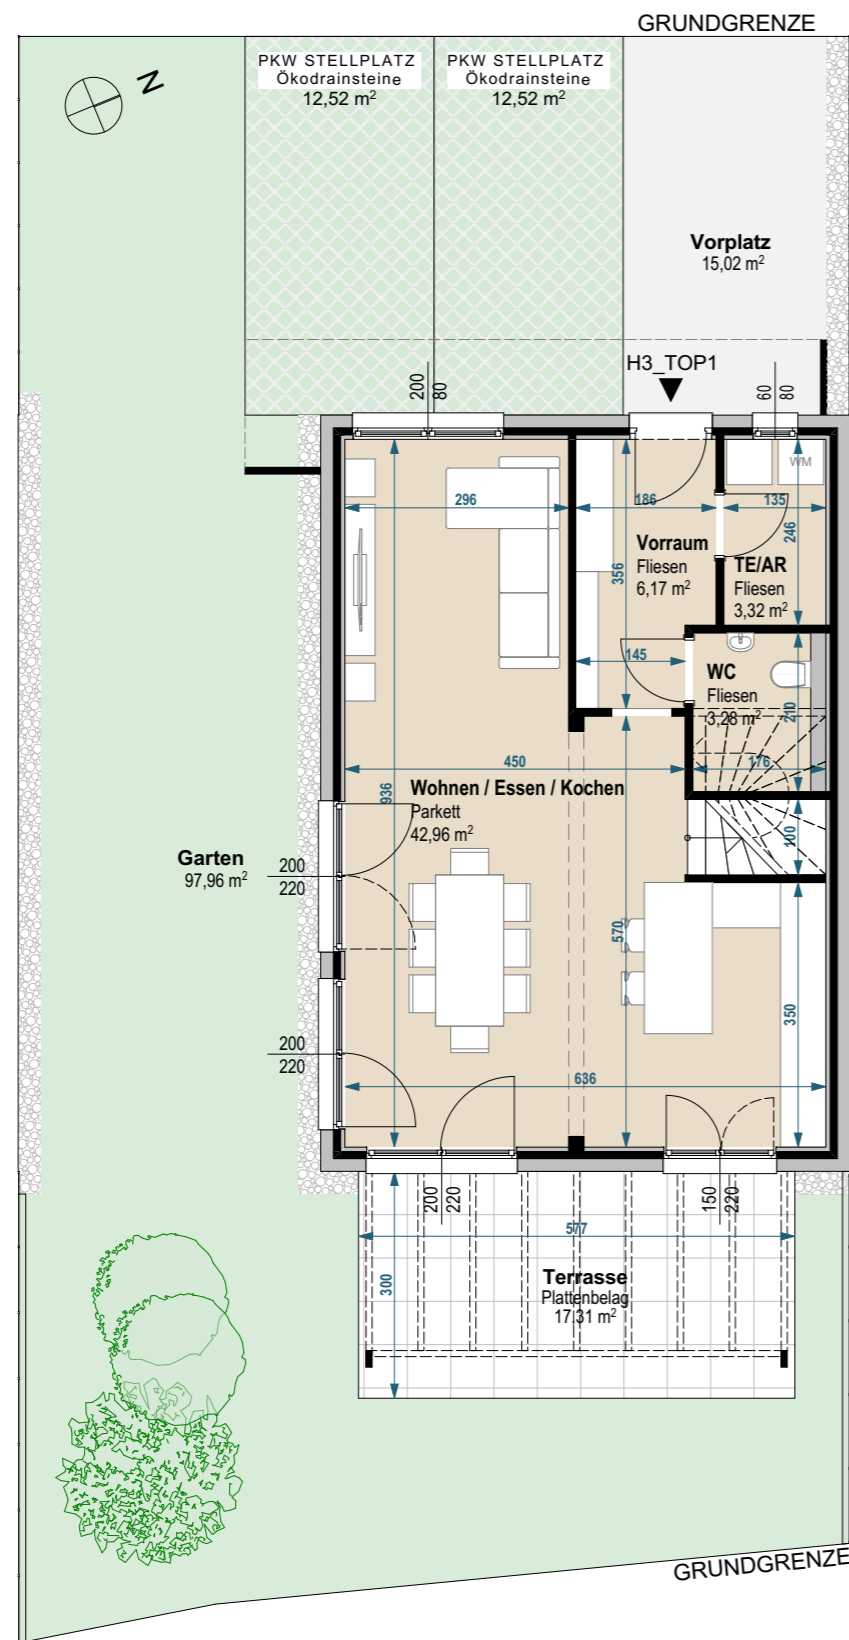 GRUNDGRENZE
PKW STELLPLATZ
Ökodrainsteine
12,52 m²
PKW STELLPLATZ
Ökodrainsteine
12,52 m²
N
Vorplatz
15,02 m²
H3_TOP1
200
80
60
80
WM
296
186
135
246
Vorraum
Fliesen
6,17 m²
356
TE/AR
Fliesen
3,32 m²
145
WC
Fliesen
3,28 m²
210
176
450
936
Wohnen / Essen / Kochen
Parkett
42,96 m²
100
Garten
97,96 m²
200
220
570
350
200
220
636
200
220
150
220
577
300
Terrasse
Plattenbelag
17,31 m²
GRUNDGRENZE